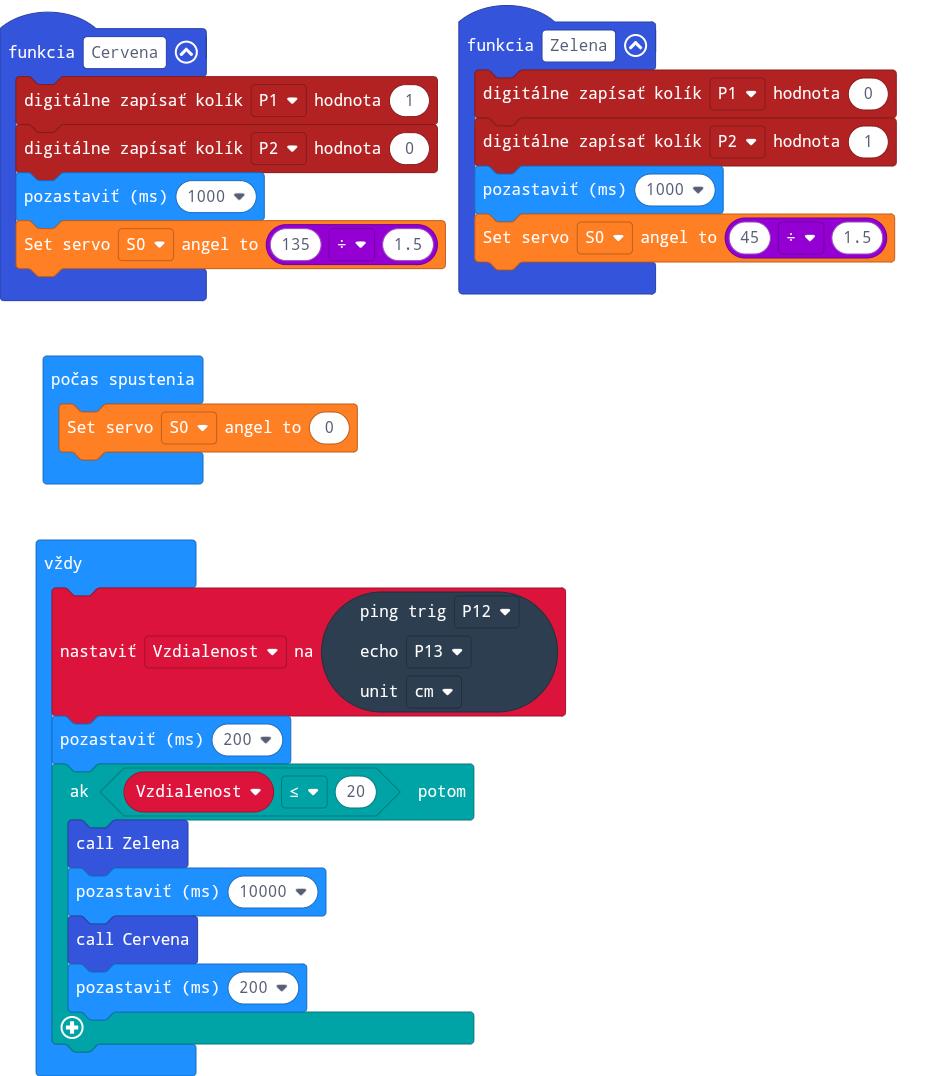 funkcia Cervena
digitálne zapísať kolík P1 hodnota 1
digitálne zapísať kolík P2 hodnota 0
pozastaviť (ms) 1000
Set servo S0 angel to 135 ÷ 1.5
funkcia Zelena
digitálne zapísať kolík P1 hodnota 0
digitálne zapísať kolík P2 hodnota 1
pozastaviť (ms) 1000
Set servo S0 angel to 45 ÷ 1.5
počas spustenia
Set servo S0 angel to 0
vždy
ping trig P12
nastaviť Vzdialenost na echo P13
unit cm
pozastaviť (ms) 200
ak Vzdialenost ≤ 20 potom
call Zelena
pozastaviť (ms) 10000
call Cervena
pozastaviť (ms) 200